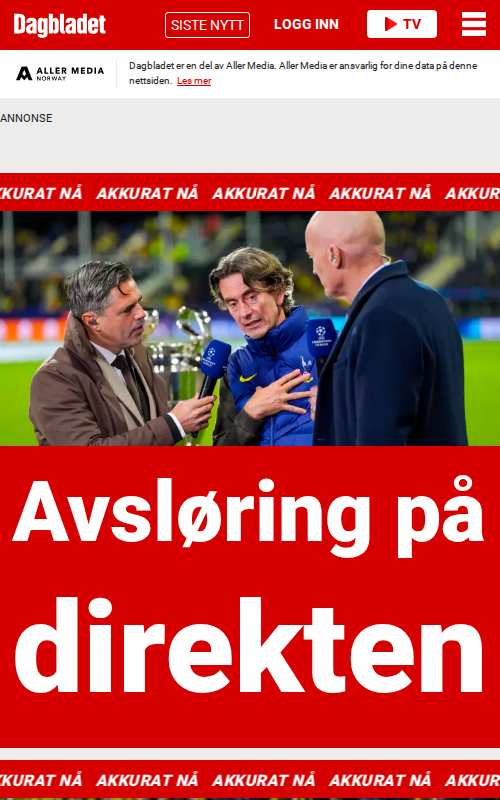 Dagbladet
SISTE NYTT
LOGG INN
TV
ALLER MEDIA
NORWAY
Dagbladet er en del av Aller Media. Aller Media er ansvarlig for dine data på denne
nettsiden. Les mer
ANNONSE
AKKURAT NÅ AKKURAT NÅ AKKURAT NÅ AKKURAT NÅ AKKURAT
Avsløring på
direkten
AKKURAT NÅ AKKURAT NÅ AKKURAT NÅ AKKURAT NÅ AKKURAT